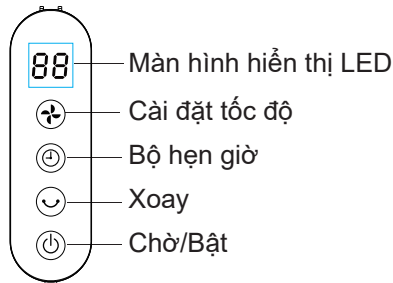 88
Màn hình hiển thị LED
Cài đặt tốc độ
Bộ hẹn giờ
Xoay
Chờ/Bật